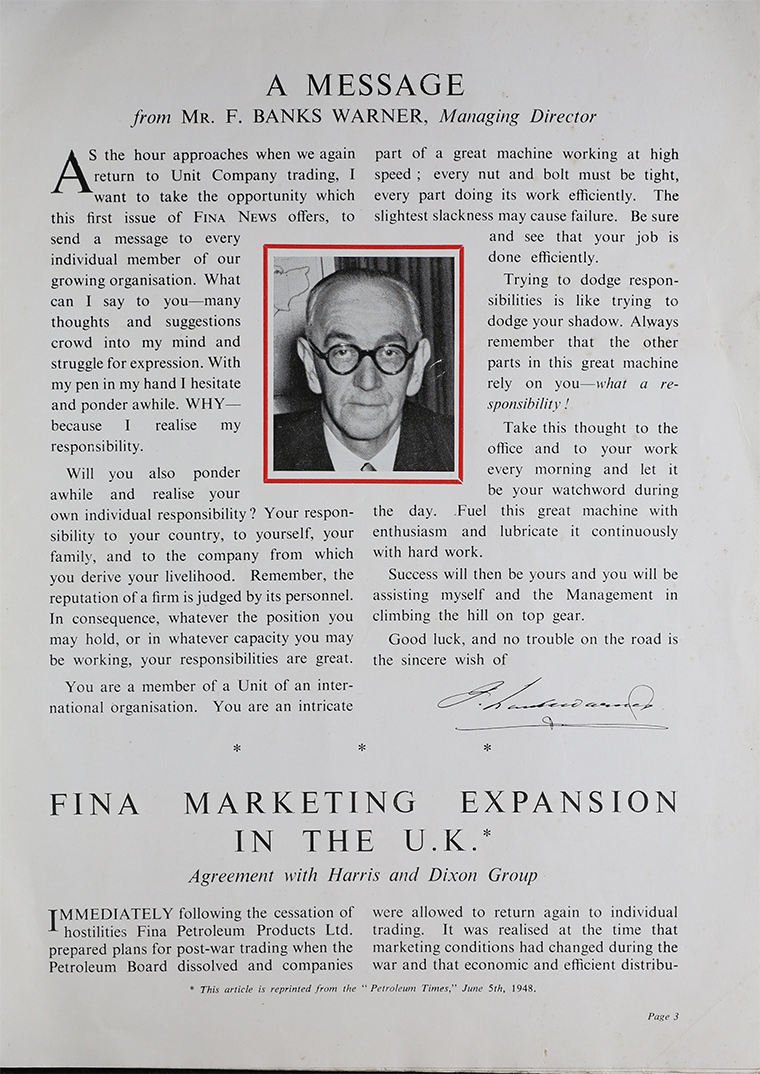 A MESSAGE
from MR. F. BANKS WARNER, Managing Director
AS the hour approaches when we again
return to Unit Company trading, I
want to take the opportunity which
this first issue of FINA NEWS offers, to
send a message to every
individual member of our
growing organisation. What
can I say to you—many
thoughts and suggestions
crowd into my mind and
struggle for expression. With
my pen in my hand I hesitate
and ponder awhile. WHY—
because I realise my
responsibility.
Will you also ponder
awhile and realise your
own individual responsibility? Your respon-
sibility to your country, to yourself, your
family, and to the company from which
you derive your livelihood. Remember, the
reputation of a firm is judged by its personnel.
In consequence, whatever the position you
may hold, or in whatever capacity you may
be working, your responsibilities are great.
You are a member of a Unit of an inter-
national organisation. You are an intricate
part of a great machine working at high
speed ; every nut and bolt must be tight,
every part doing its work efficiently. The
slightest slackness may cause failure. Be sure
and see that your job is
done efficiently.
Trying to dodge respon-
sibilities is like trying to
dodge your shadow. Always
remember that the other
parts in this great machine
rely on you—what a re-
sponsibility !
Take this thought to the
office and to your work
every morning and let it
be your watchword during
the day. Fuel this great machine with
enthusiasm and lubricate it continuously
with hard work.
Success will then be yours and you will be
assisting myself and the Management in
climbing the hill on top gear.
Good luck, and no trouble on the road is
the sincere wish of
F. Bankswarner
* * *
FINA MARKETING EXPANSION
IN THE U.K.*
Agreement with Harris and Dixon Group
IMMEDIATELY following the cessation of
hostilities Fina Petroleum Products Ltd.
prepared plans for post-war trading when the
Petroleum Board dissolved and companies
were allowed to return again to individual
trading. It was realised at the time that
marketing conditions had changed during the
war and that economic and efficient distribu-
* This article is reprinted from the "Petroleum Times," June 5th, 1948.
Page 3